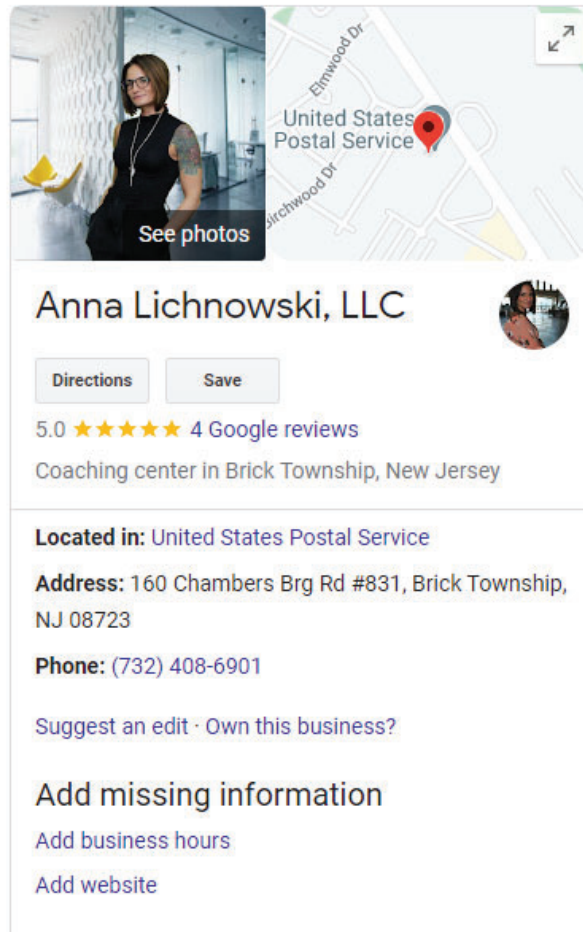 Elmwood Dr
United States
Postal Service
Birchwood Dr
See photos
Anna Lichnowski, LLC
Directions
Save
5.0 ★★★★★ 4 Google reviews
Coaching center in Brick Township, New Jersey
Located in: United States Postal Service
Address: 160 Chambers Brg Rd #831, Brick Township,
NJ 08723
Phone: (732) 408-6901
Suggest an edit · Own this business?
Add missing information
Add business hours
Add website